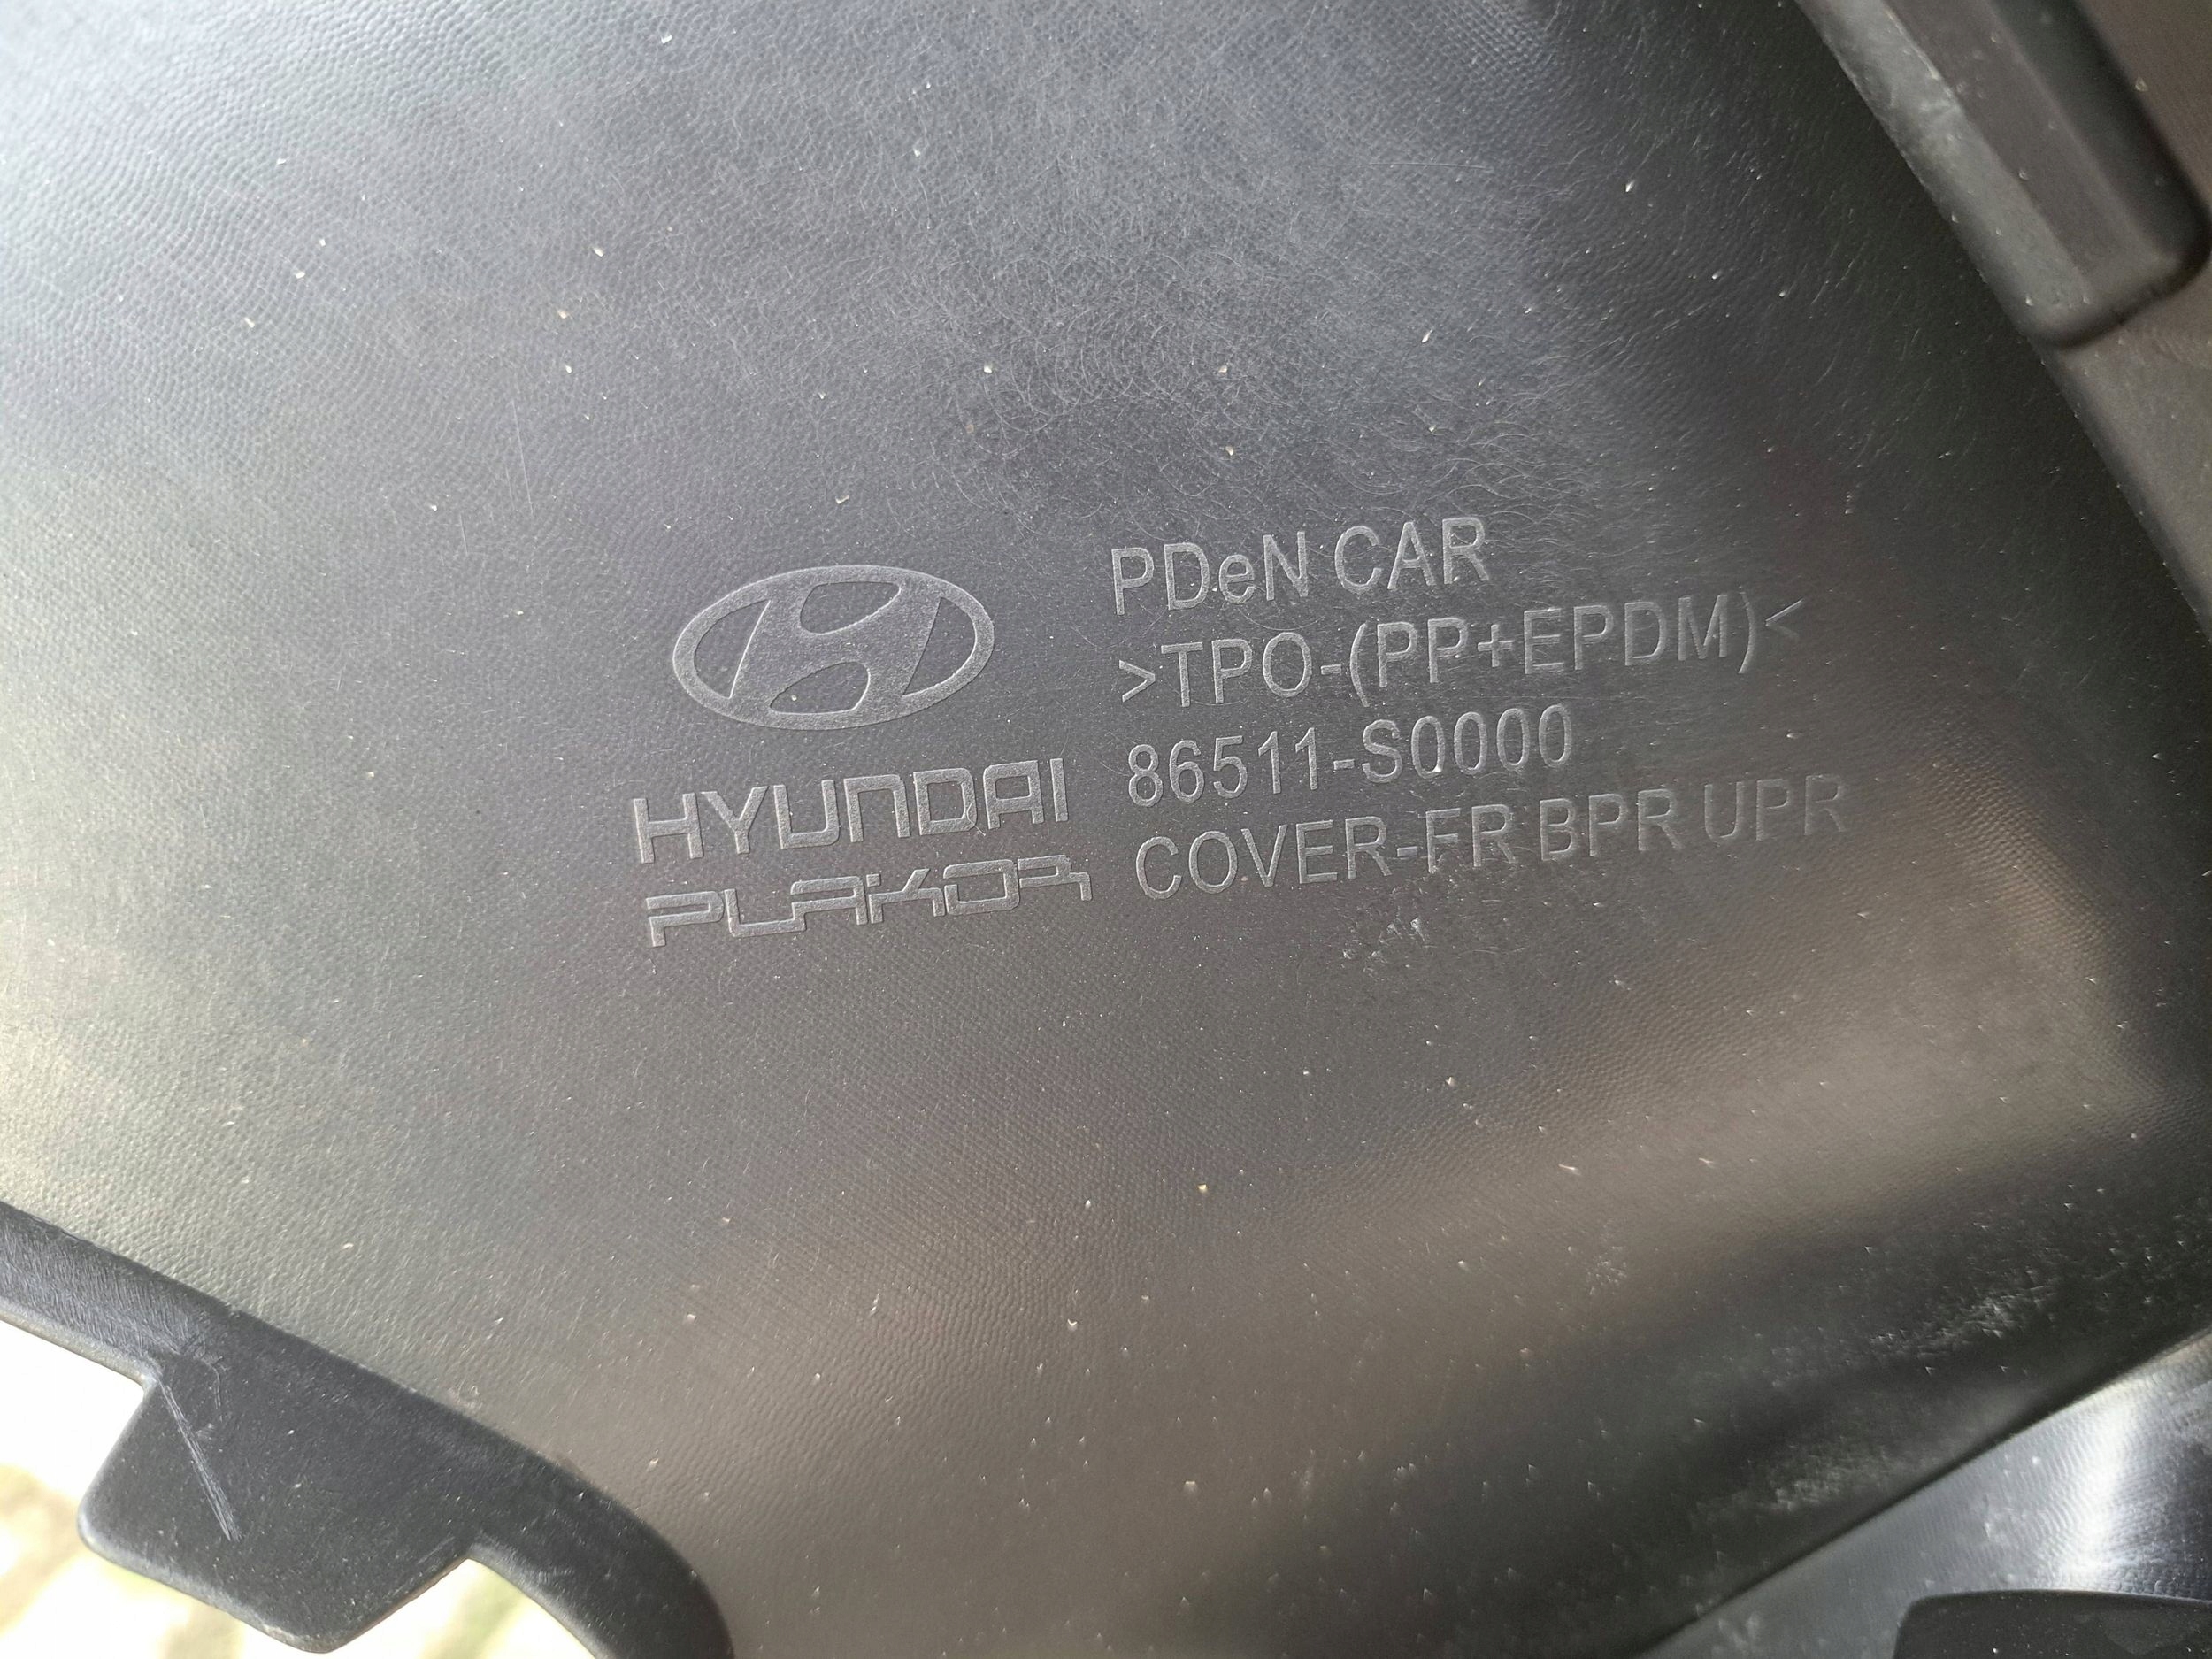 HYUNDAI
PLAKOR
PDeN CAR
>TPO-(PP+EPDM)<
86511-S0000
COVER-FR BPR UPR